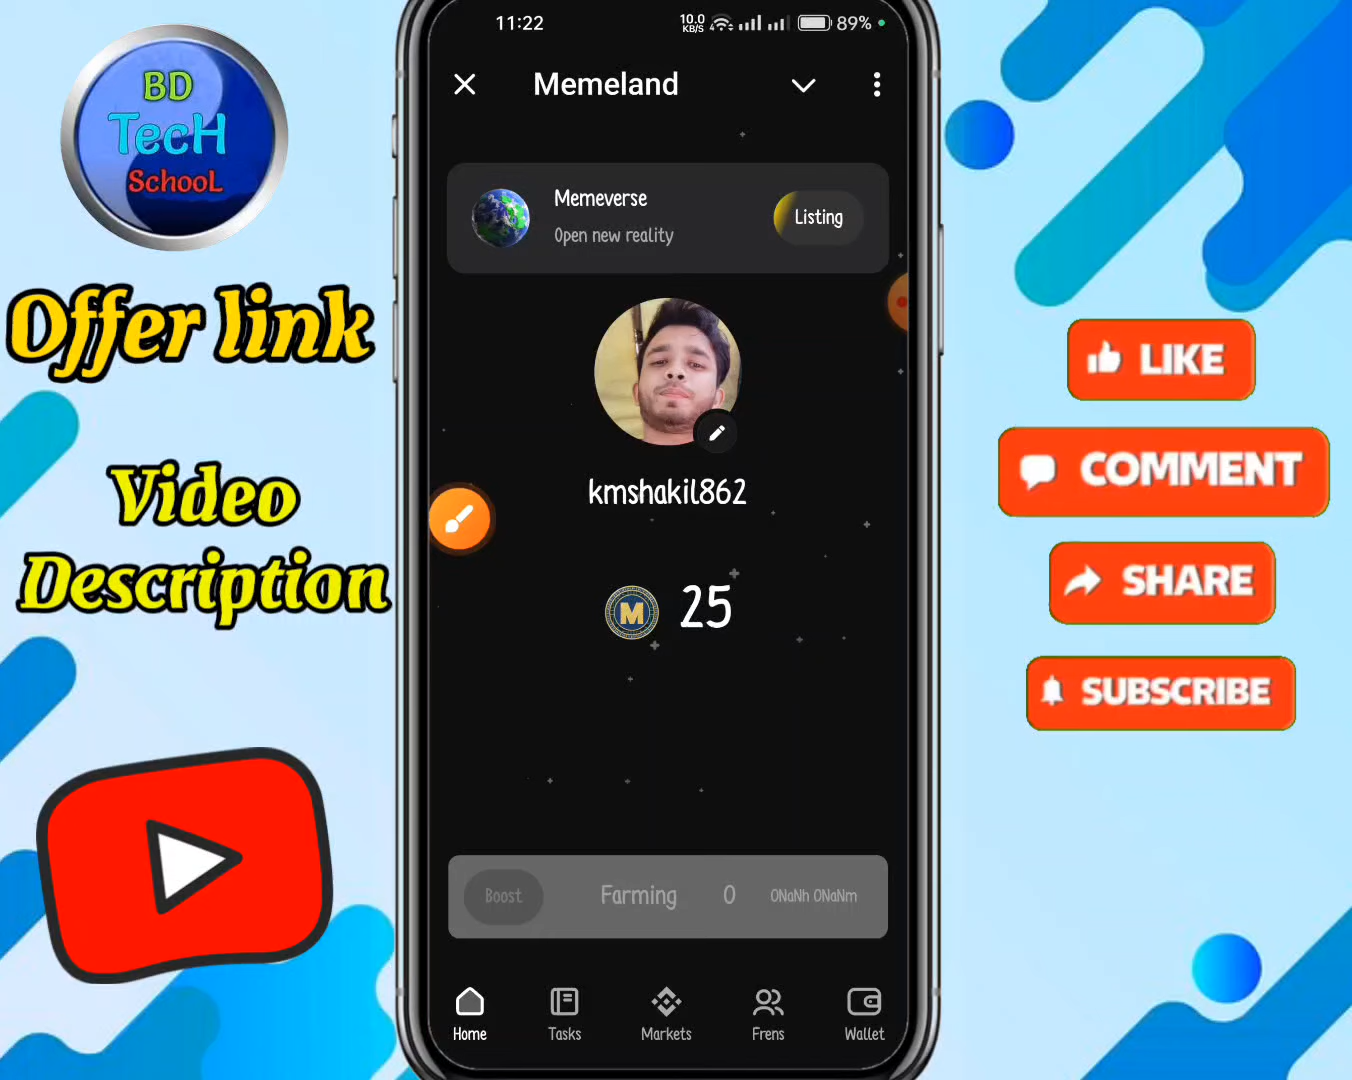 BD
TecH
SchooL
Offer link
Video
Description
11:22
10.0
KB/S
89%
Memeland
Memeverse
Open new reality
Listing
kmshakil862
M
25
Boost
Farming
0
0NaNh 0NaNm
Home
Tasks
Markets
Frens
Wallet
LIKE
COMMENT
SHARE
SUBSCRIBE